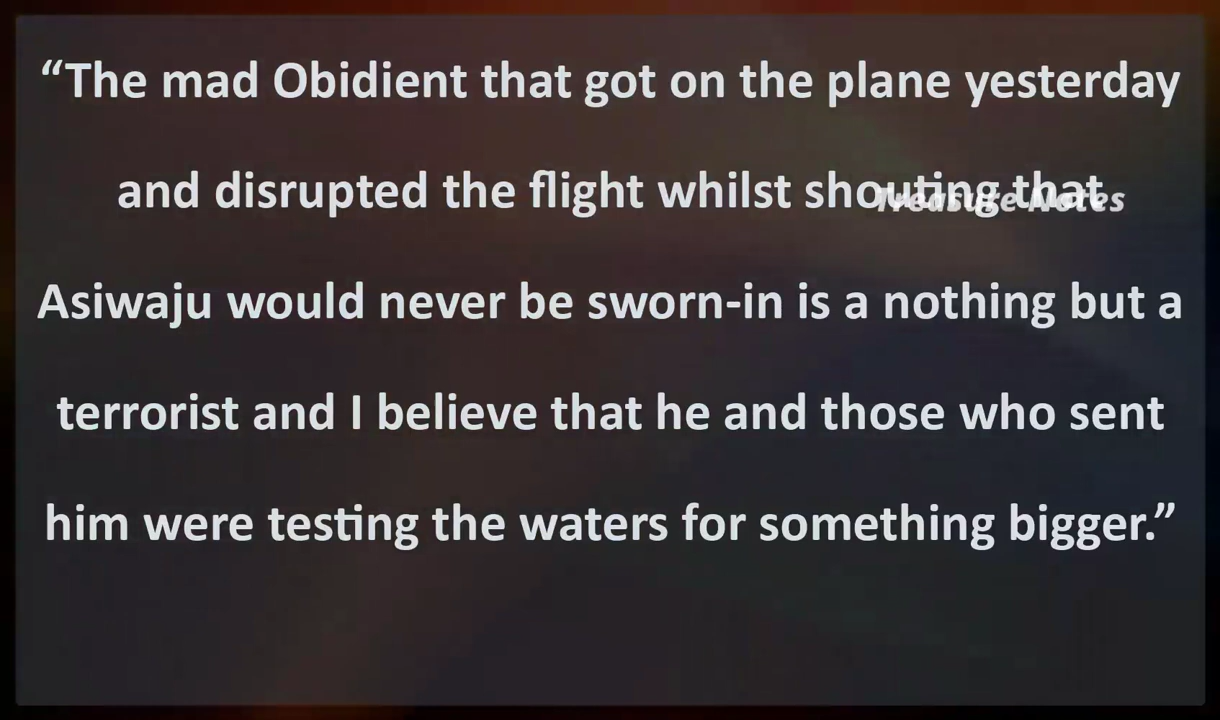 “The mad Obidient that got on the plane yesterday
and disrupted the flight whilst shouting that
Treasure Notes
Asiwaju would never be sworn-in is a nothing but a
terrorist and I believe that he and those who sent
him were testing the waters for something bigger.”